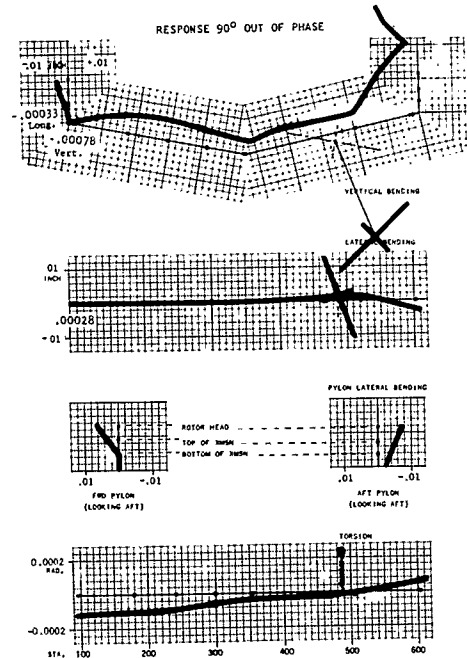 RESPONSE 90° OUT OF PHASE
-.01 INCH +.01
-.00033
Long.
-.00078
Vert.
VERTICAL BENDING
LATERAL BENDING
.01
INCH
.00028
-.01
PYLON LATERAL BENDING
ROTOR HEAD
TOP OF XMSN
BOTTOM OF XMSN
.01 -.01
.01 -.01
FWD PYLON
(LOOKING AFT)
AFT PYLON
(LOOKING AFT)
TORSION
0.0002
RAD.
-0.0002
STA. 100 200 300 400 500 600